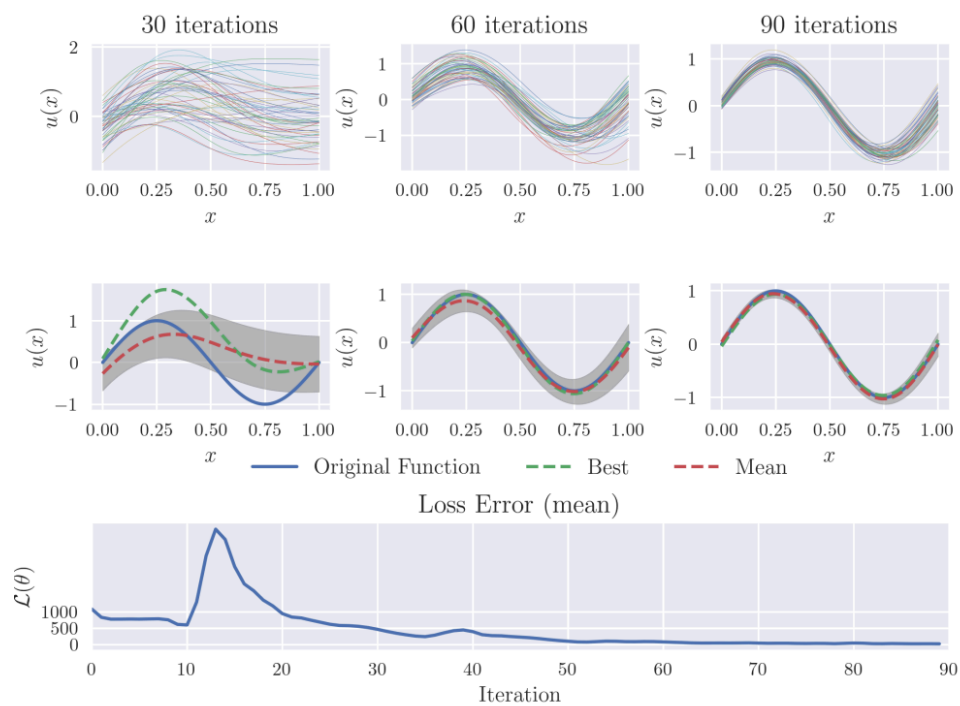 30 iterations 60 iterations 90 iterations
2
0
u(x)
0.00 0.25 0.50 0.75 1.00
x
1
0
−1
u(x)
0.00 0.25 0.50 0.75 1.00
x
1
0
−1
u(x)
0.00 0.25 0.50 0.75 1.00
x
1
0
−1
u(x)
0.00 0.25 0.50 0.75 1.00
x
1
0
−1
u(x)
0.00 0.25 0.50 0.75 1.00
x
1
0
−1
u(x)
0.00 0.25 0.50 0.75 1.00
x
Original Function Best Mean
Loss Error (mean)
ℒ(θ)
1000
500
0
0 10 20 30 40 50 60 70 80 90
Iteration